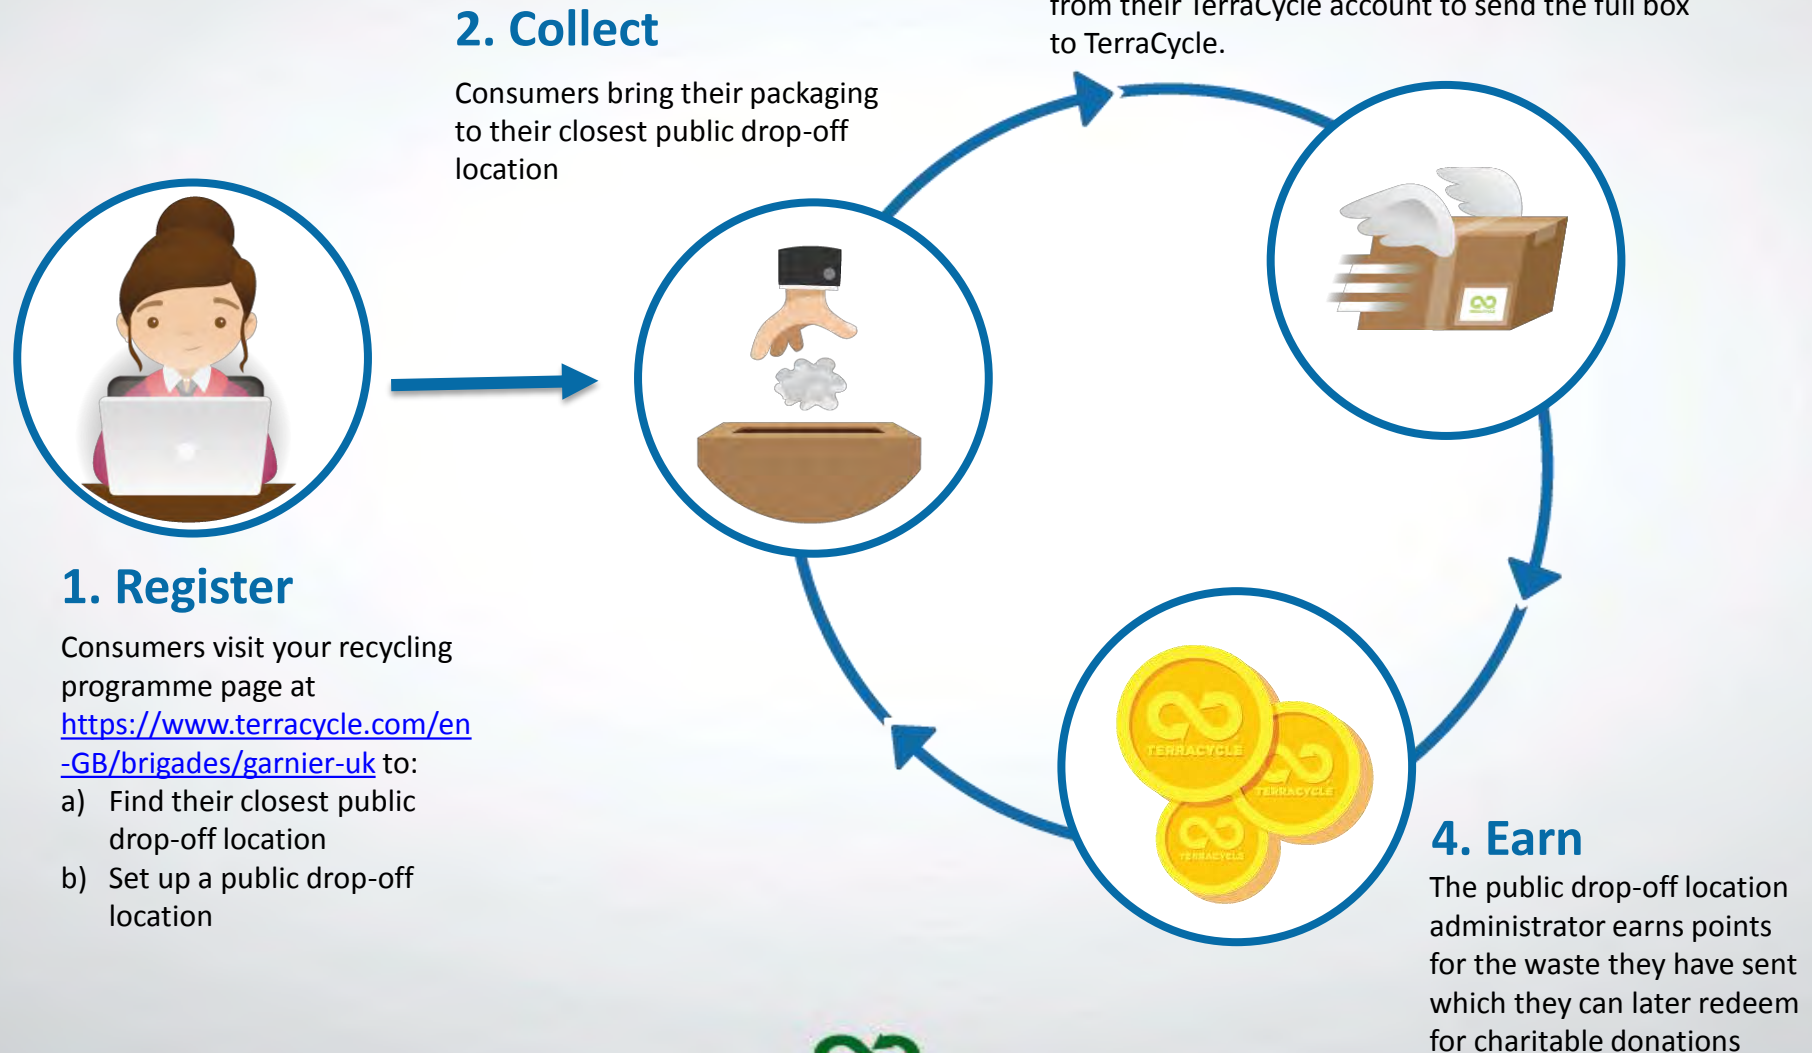 1. Register
Consumers visit your recycling
programme page at
https://www.terracycle.com/en
-GB/brigades/garnier-uk to:
a) Find their closest public
drop-off location
b) Set up a public drop-off
location
2. Collect
Consumers bring their packaging
to their closest public drop-off
location
from their TerraCycle account to send the full box
to TerraCycle.
TERRACYCLE
4. Earn
The public drop-off location
administrator earns points
for the waste they have sent
which they can later redeem
for charitable donations
TERRACYCLE
TERRACYCLE
TERRACYCLE